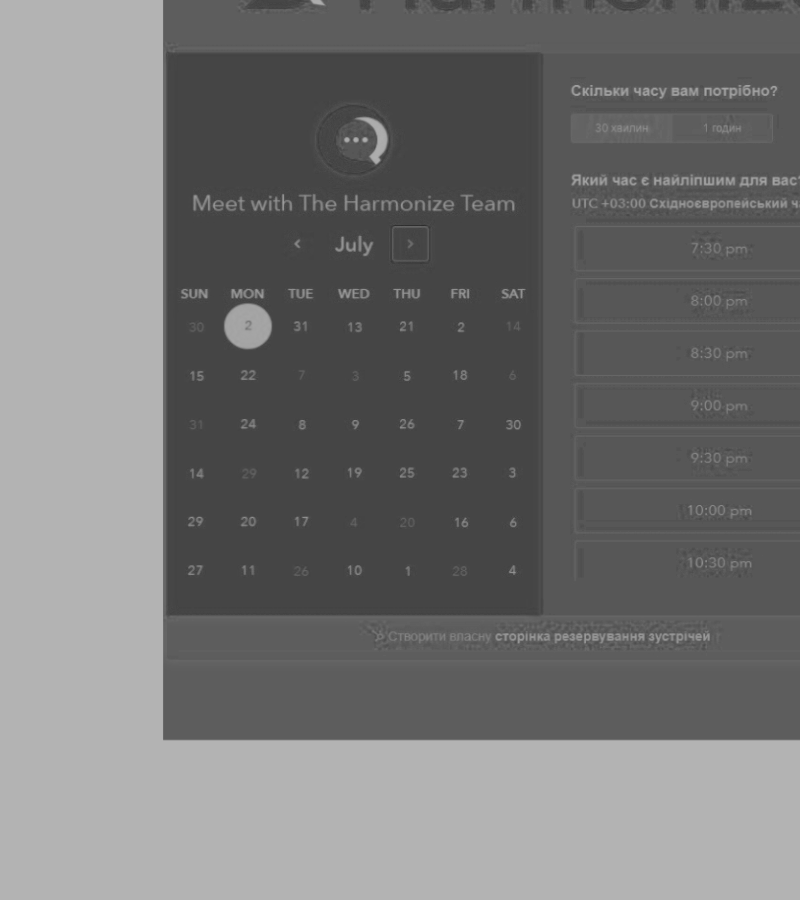 Meet with The Harmonize Team
July
SUN MON TUE WED THU FRI SAT
30 2 31 13 21 2 14
15 22 7 3 5 18 6
31 24 8 9 26 7 30
14 29 12 19 25 23 3
29 20 17 4 20 16 6
27 11 26 10 1 28 4
Скільки часу вам потрібно?
30 хвилин 1 годин
Який час є найліпшим для вас?
UTC +03:00 Східноєвропейський
7:30 pm
8:00 pm
8:30 pm
9:00 pm
9:30 pm
10:00 pm
10:30 pm
Створити власну сторінка резервування зустрічей